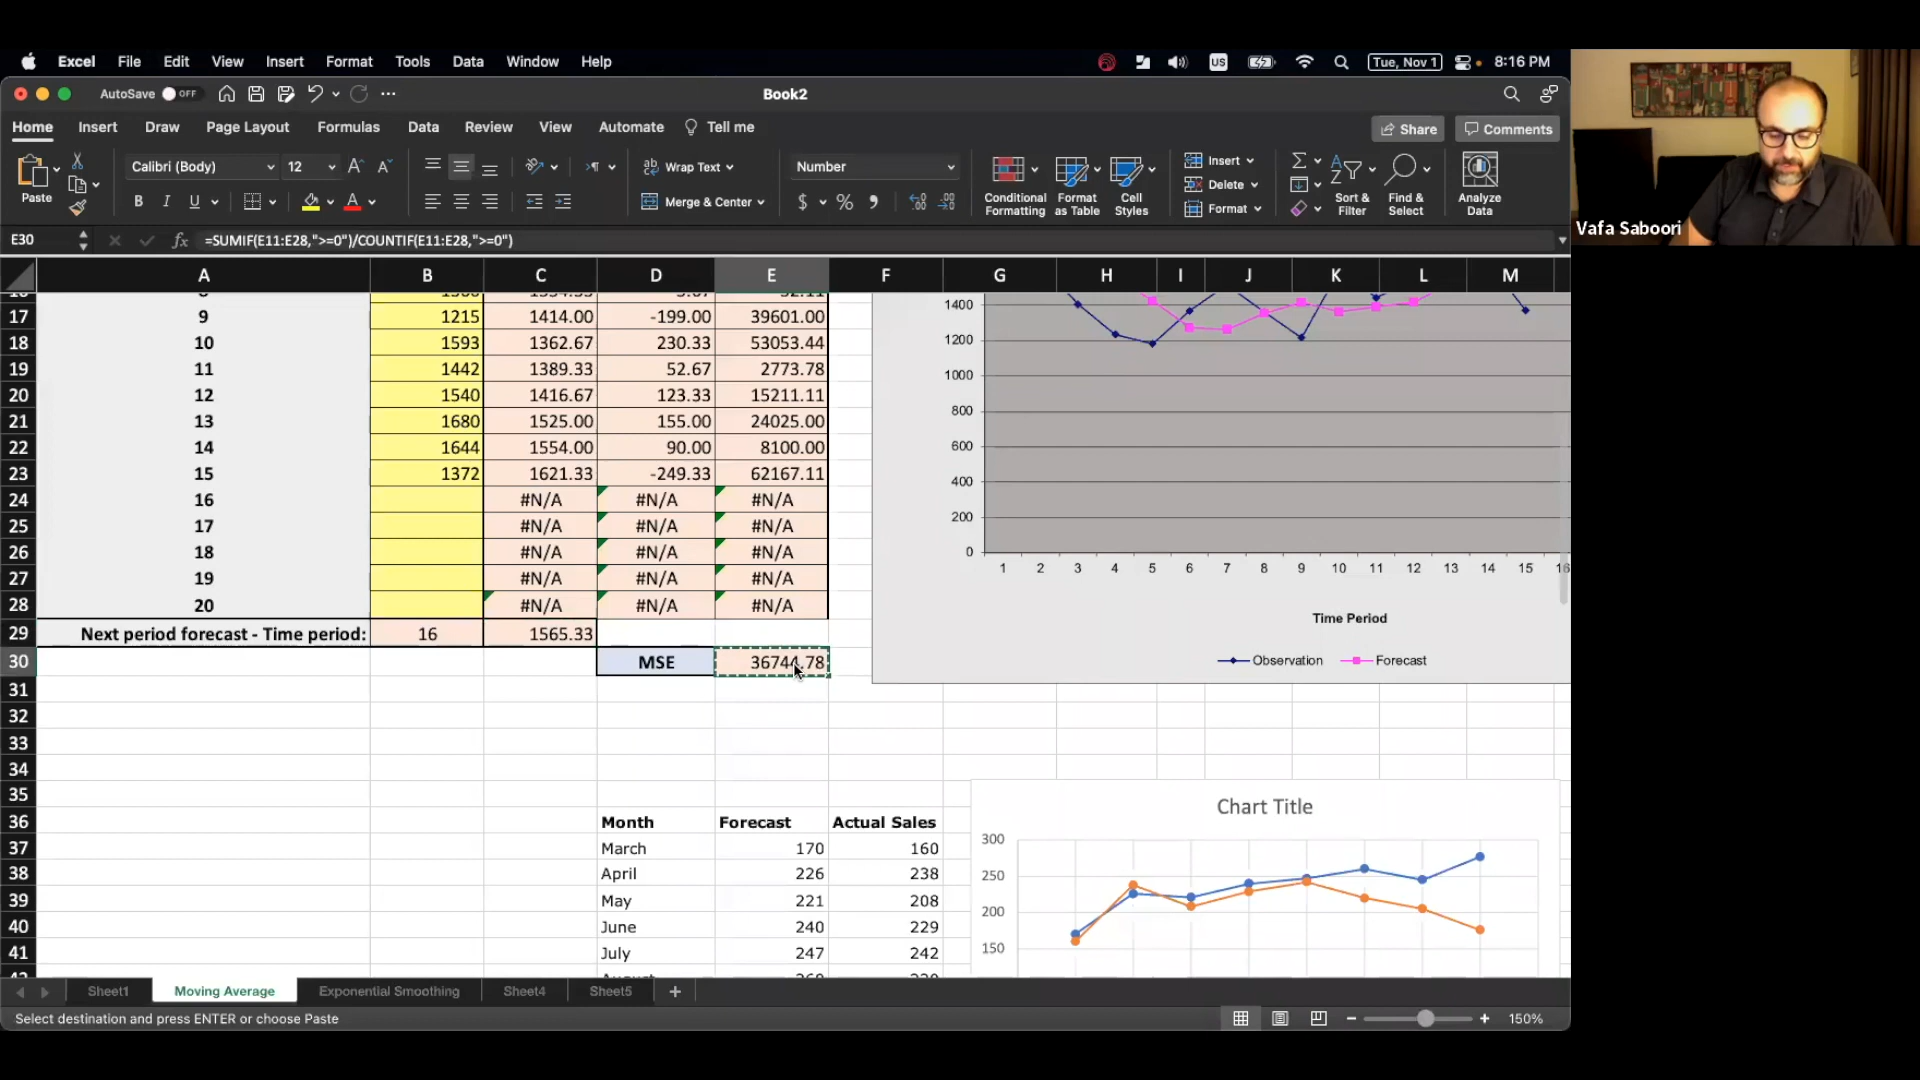 Excel File Edit View Insert Format Tools Data Window Help US Tue, Nov 1 8:16 PM
AutoSave OFF Book2
Home Insert Draw Page Layout Formulas Data Review View Automate Tell me Share Comments
Paste Calibri (Body) 12 Wrap Text Number Insert
B I U Merge & Center $ % Conditional Formatting Format as Table Cell Styles Delete Format Sort & Filter Find & Select Analyze Data
Vafa Saboori
E30 fx =SUMIF(E11:E28,">=0")/COUNTIF(E11:E28,">=0")
A B C D E F G H I J K L M
17 9 1215 1414.00 -199.00 39601.00
18 10 1593 1362.67 230.33 53053.44
19 11 1442 1389.33 52.67 2773.78
20 12 1540 1416.67 123.33 15211.11
21 13 1680 1525.00 155.00 24025.00
22 14 1644 1554.00 90.00 8100.00
23 15 1372 1621.33 -249.33 62167.11
24 16 #N/A #N/A #N/A
25 17 #N/A #N/A #N/A
26 18 #N/A #N/A #N/A
27 19 #N/A #N/A #N/A
28 20 #N/A #N/A #N/A
29 Next period forecast - Time period: 16 1565.33
30 MSE 36744.78
31
32
33
34
35
36 Month Forecast Actual Sales
37 March 170 160
38 April 226 238
39 May 221 208
40 June 240 229
41 July 247 242
1400
1200
1000
800
600
400
200
0
1 2 3 4 5 6 7 8 9 10 11 12 13 14 15 16
Time Period
Observation Forecast
Chart Title
300
250
200
150
Sheet1 Moving Average Exponential Smoothing Sheet4 Sheet5 +
Select destination and press ENTER or choose Paste 150%